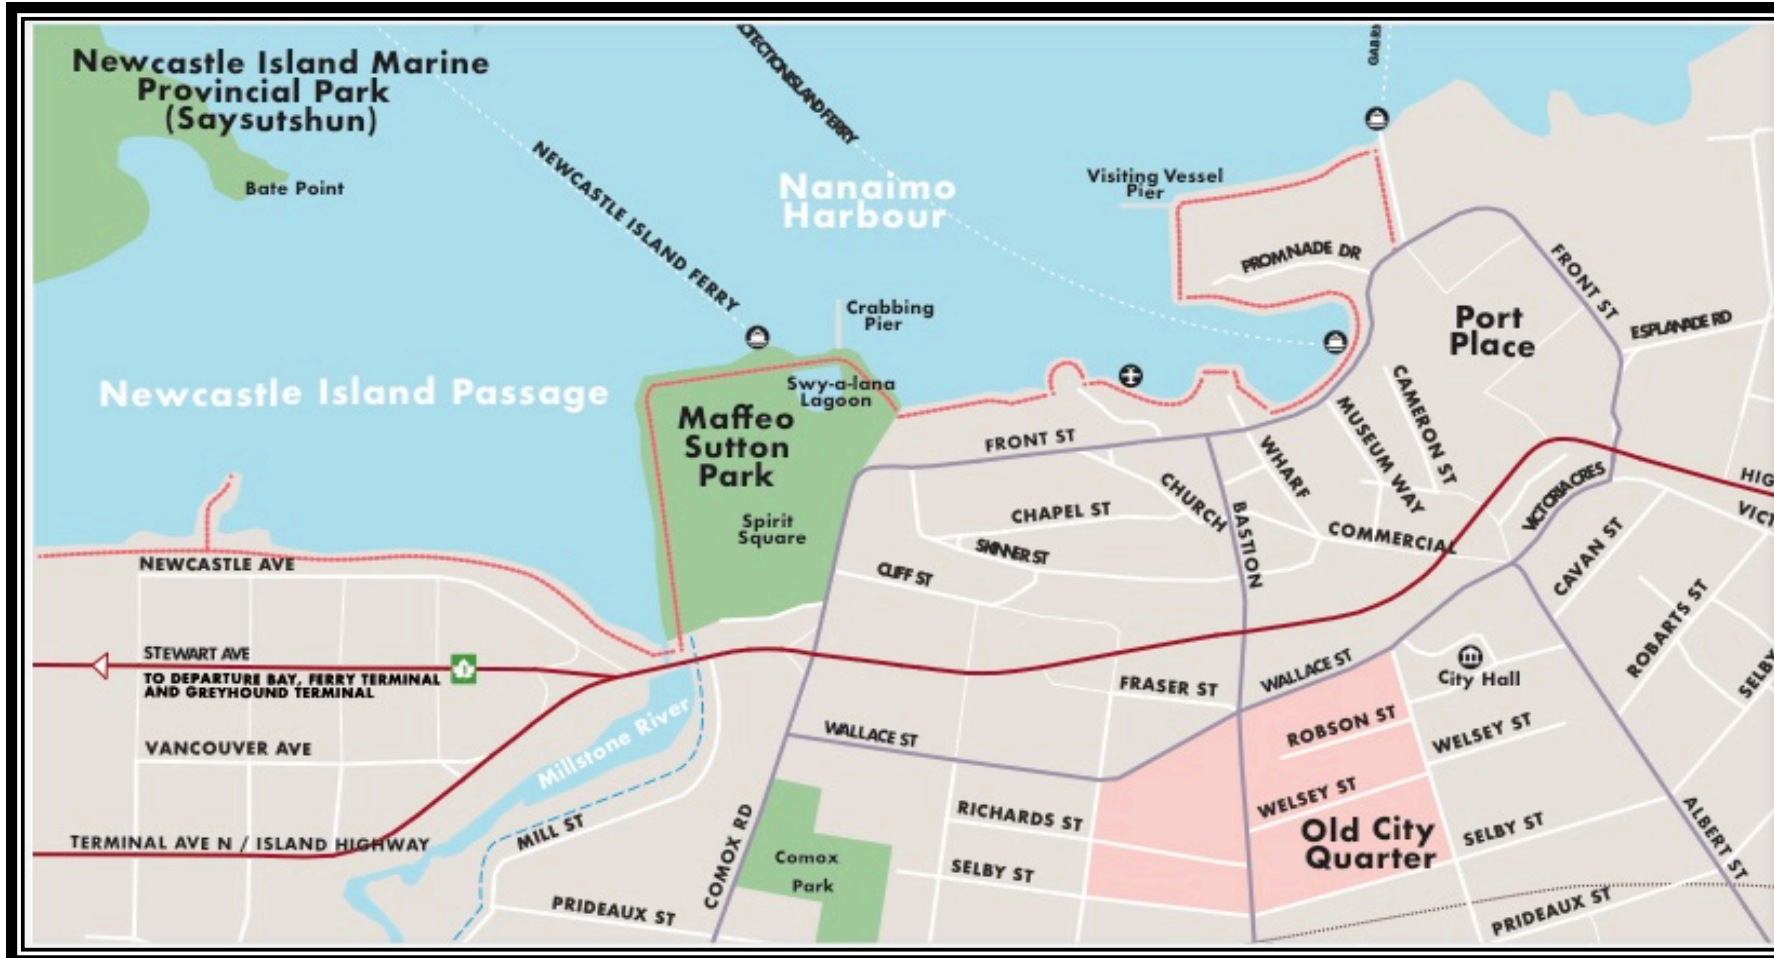 Newcastle Island Marine
Provincial Park
(Saysutshun)
Bate Point
NEWCASTLE ISLAND FERRY
FERRY
Nanaimo
Harbour
Visiting Vessel
Pier
PROMNADE DR
FRONT ST
ESPLANADE RD
Port
Place
Crabbing
Pier
Swy-a-lana
Lagoon
Newcastle Island Passage
Maffeo
Sutton
Park
Spirit
Square
FRONT ST
CHAPEL ST
SKINNER ST
CLIFF ST
CHURCH
BASTION
WHARF
MUSEUM WAY
CAMERON ST
COMMERCIAL
VICTORIA CRES
CAVAN ST
ROBARTS ST
SELBY
NEWCASTLE AVE
STEWART AVE
TO DEPARTURE BAY, FERRY TERMINAL
AND GREYHOUND TERMINAL
1
VANCOUVER AVE
TERMINAL AVE N / ISLAND HIGHWAY
Millstone River
MILL ST
PRIDEAUX ST
COMOX RD
Comox
Park
WALLACE ST
FRASER ST
WALLACE ST
City Hall
ROBSON ST
WELSEY ST
WELSEY ST
RICHARDS ST
SELBY ST
Old City
Quarter
SELBY ST
ALBERT ST
PRIDEAUX ST